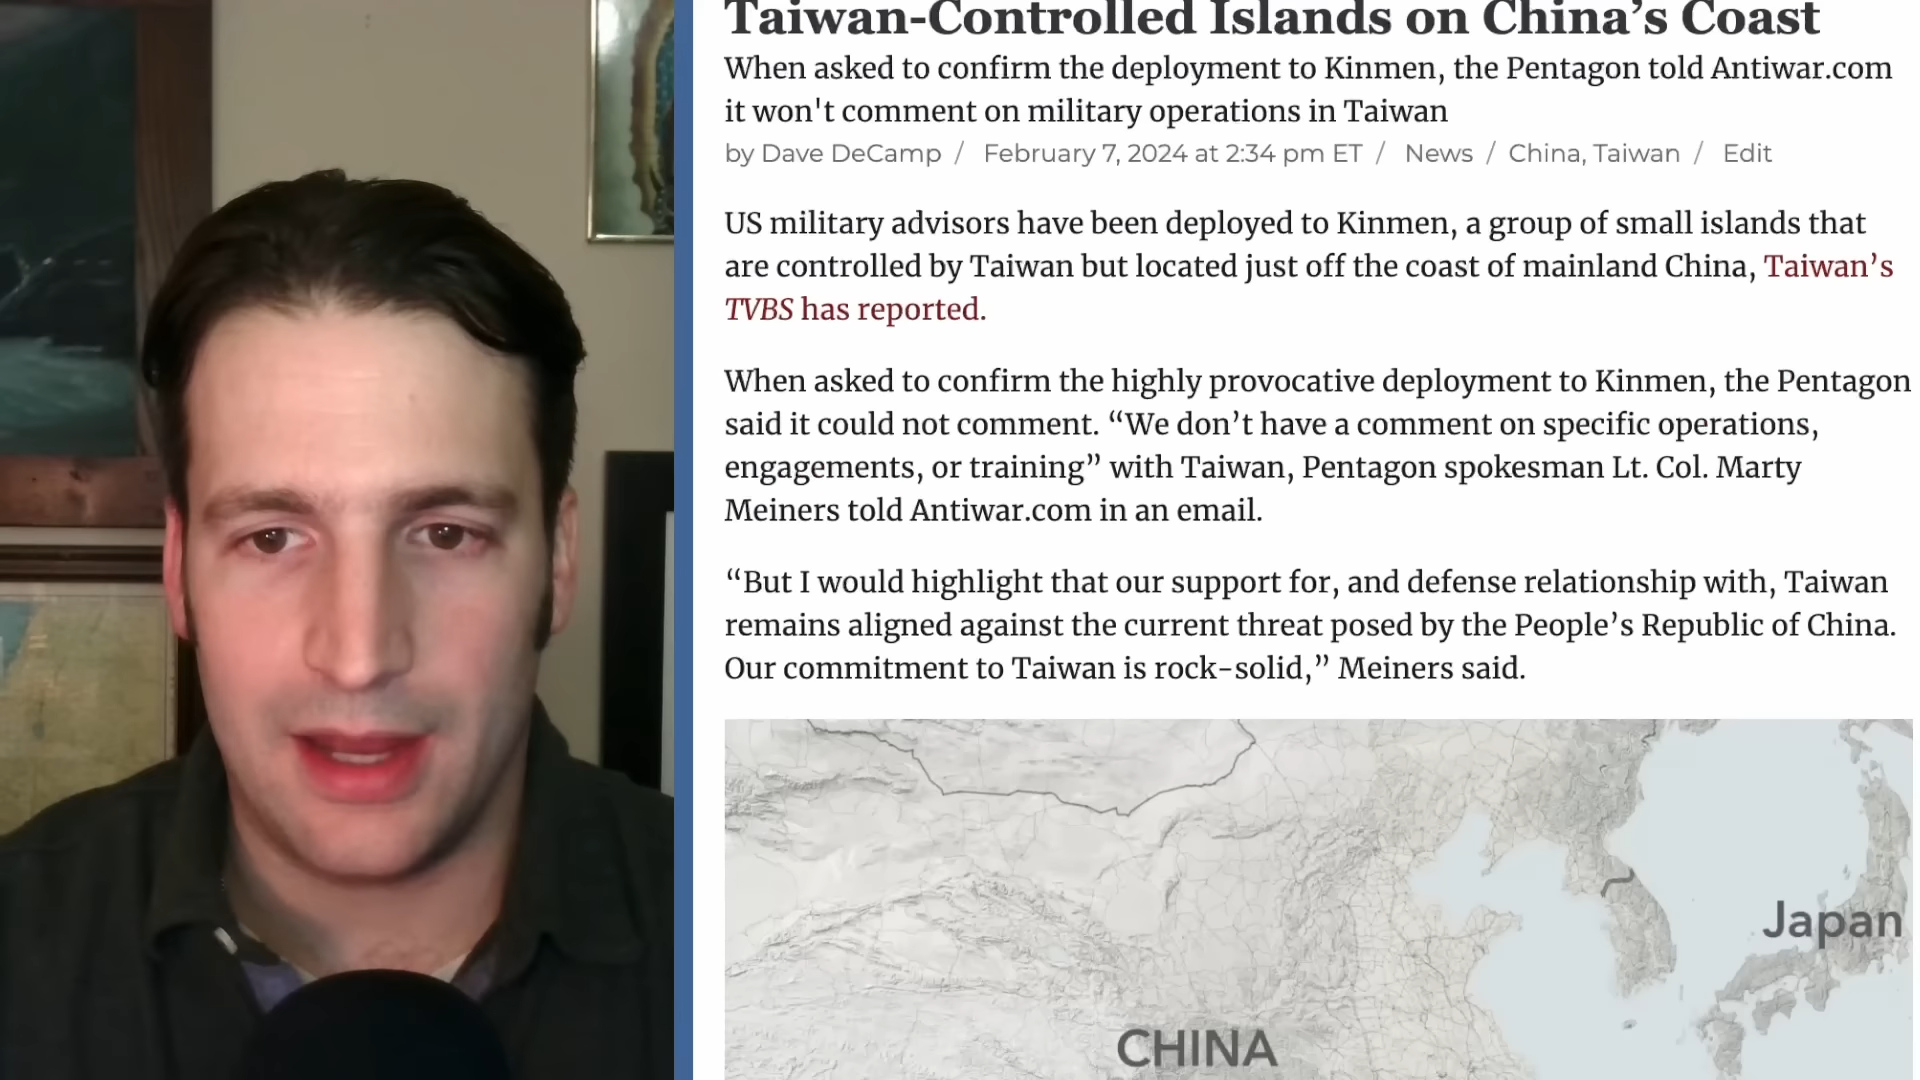 Taiwan-Controlled Islands on China’s Coast
When asked to confirm the deployment to Kinmen, the Pentagon told Antiwar.com
it won't comment on military operations in Taiwan
by Dave DeCamp / February 7, 2024 at 2:34 pm ET / News / China, Taiwan / Edit
US military advisors have been deployed to Kinmen, a group of small islands that
are controlled by Taiwan but located just off the coast of mainland China, Taiwan’s
TVBS has reported.
When asked to confirm the highly provocative deployment to Kinmen, the Pentagon
said it could not comment. “We don’t have a comment on specific operations,
engagements, or training” with Taiwan, Pentagon spokesman Lt. Col. Marty
Meiners told Antiwar.com in an email.
“But I would highlight that our support for, and defense relationship with, Taiwan
remains aligned against the current threat posed by the People’s Republic of China.
Our commitment to Taiwan is rock-solid,” Meiners said.
Japan
CHINA